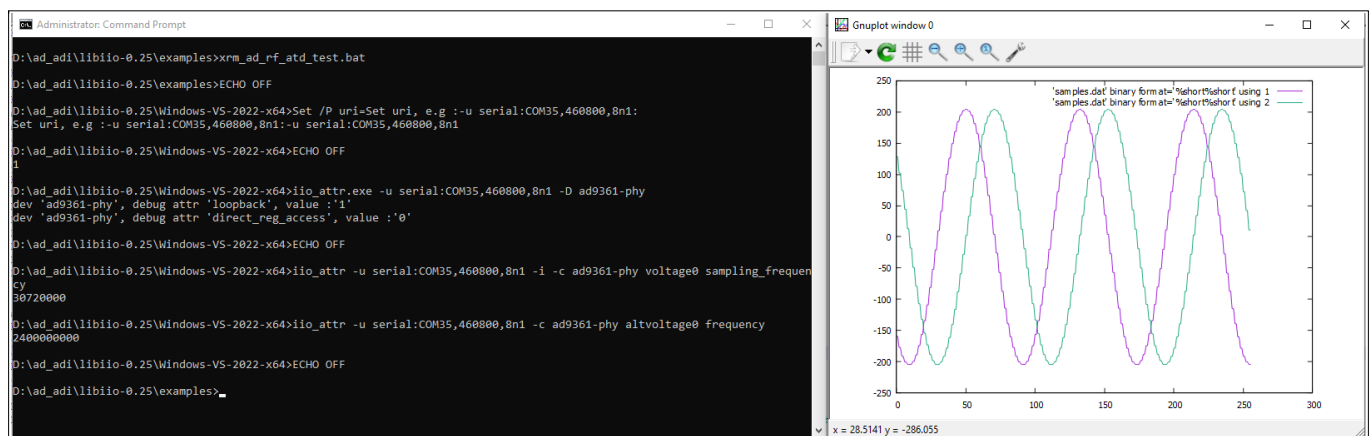 Administrator: Command Prompt
D:\ad_adi\libiio-0.25\examples>xrm_ad_rf_atd_test.bat
D:\ad_adi\libiio-0.25\examples>ECHO OFF
D:\ad_adi\libiio-0.25\Windows-VS-2022-x64>Set /P uri=Set uri, e.g :-u serial:COM35,460800,8n1:
Set uri, e.g :-u serial:COM35,460800,8n1:-u serial:COM35,460800,8n1
D:\ad_adi\libiio-0.25\Windows-VS-2022-x64>ECHO OFF
1
D:\ad_adi\libiio-0.25\Windows-VS-2022-x64>iio_attr.exe -u serial:COM35,460800,8n1 -D ad9361-phy
dev 'ad9361-phy', debug attr 'loopback', value :'1'
dev 'ad9361-phy', debug attr 'direct_reg_access', value :'0'
D:\ad_adi\libiio-0.25\Windows-VS-2022-x64>ECHO OFF
D:\ad_adi\libiio-0.25\Windows-VS-2022-x64>iio_attr -u serial:COM35,460800,8n1 -i -c ad9361-phy voltage0 sampling_frequen
cy
30720000
D:\ad_adi\libiio-0.25\Windows-VS-2022-x64>iio_attr -u serial:COM35,460800,8n1 -c ad9361-phy altvoltage0 frequency
2400000000
D:\ad_adi\libiio-0.25\Windows-VS-2022-x64>ECHO OFF
D:\ad_adi\libiio-0.25\examples>
Gnuplot window 0
'samples.dat' binary format='%short%short' using 1
'samples.dat' binary format='%short%short' using 2
250
200
150
100
50
0
-50
-100
-150
-200
-250
0 50 100 150 200 250 300
x = 28.5141 y = -286.055